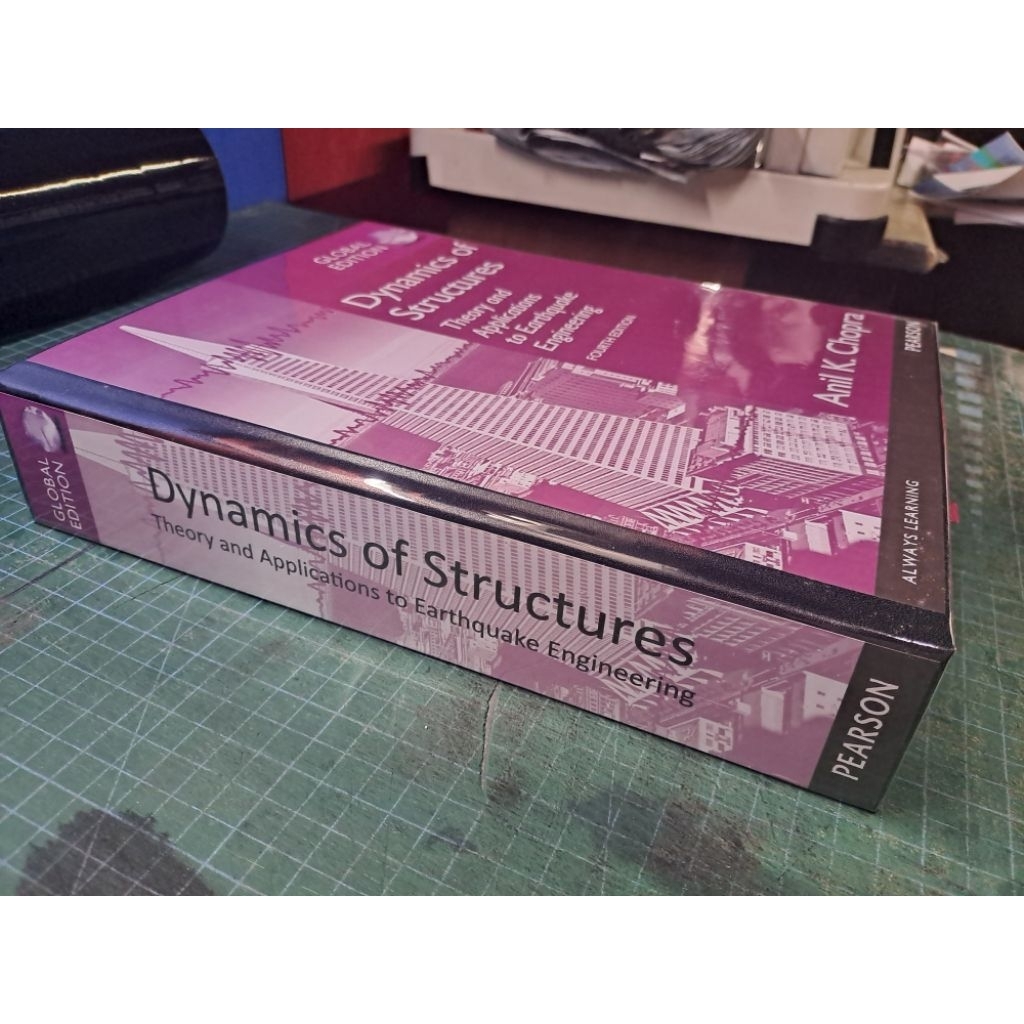 GLOBAL
EDITION
Dynamics of
Structures
Theory and
Applications
to Earthquake
Engineering
FOURTH EDITION
Anil K. Chopra
ALWAYS LEARNING
PEARSON
GLOBAL
EDITION
Dynamics of Structures
Theory and Applications to Earthquake Engineering
PEARSON